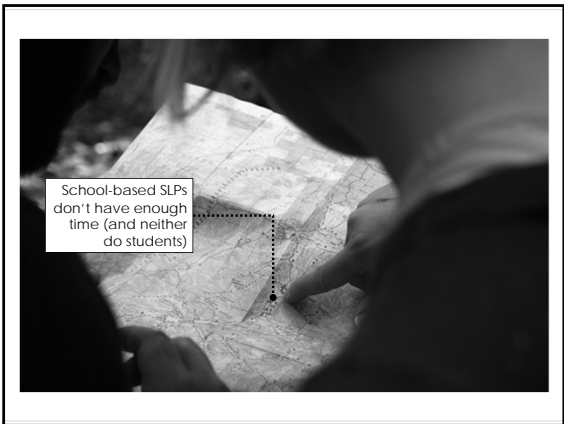 School-based SLPs
don't have enough
time (and neither
do students)